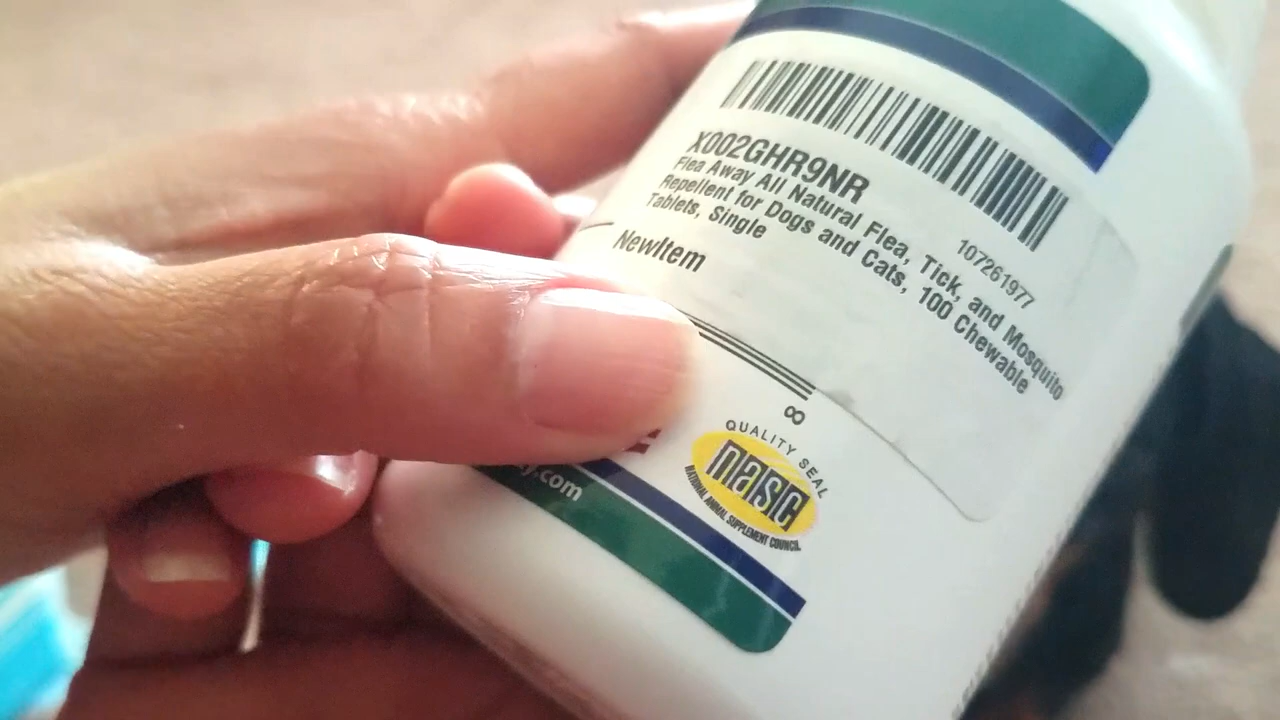 X002GHR9NR
Flea Away All Natural Flea, Tick, and Mosquito
Repellent for Dogs and Cats, 100 Chewable
Tablets, Single
NewItem
107261977
8
QUALITY SEAL
nasc
NATIONAL ANIMAL SUPPLEMENT COUNCIL
.com